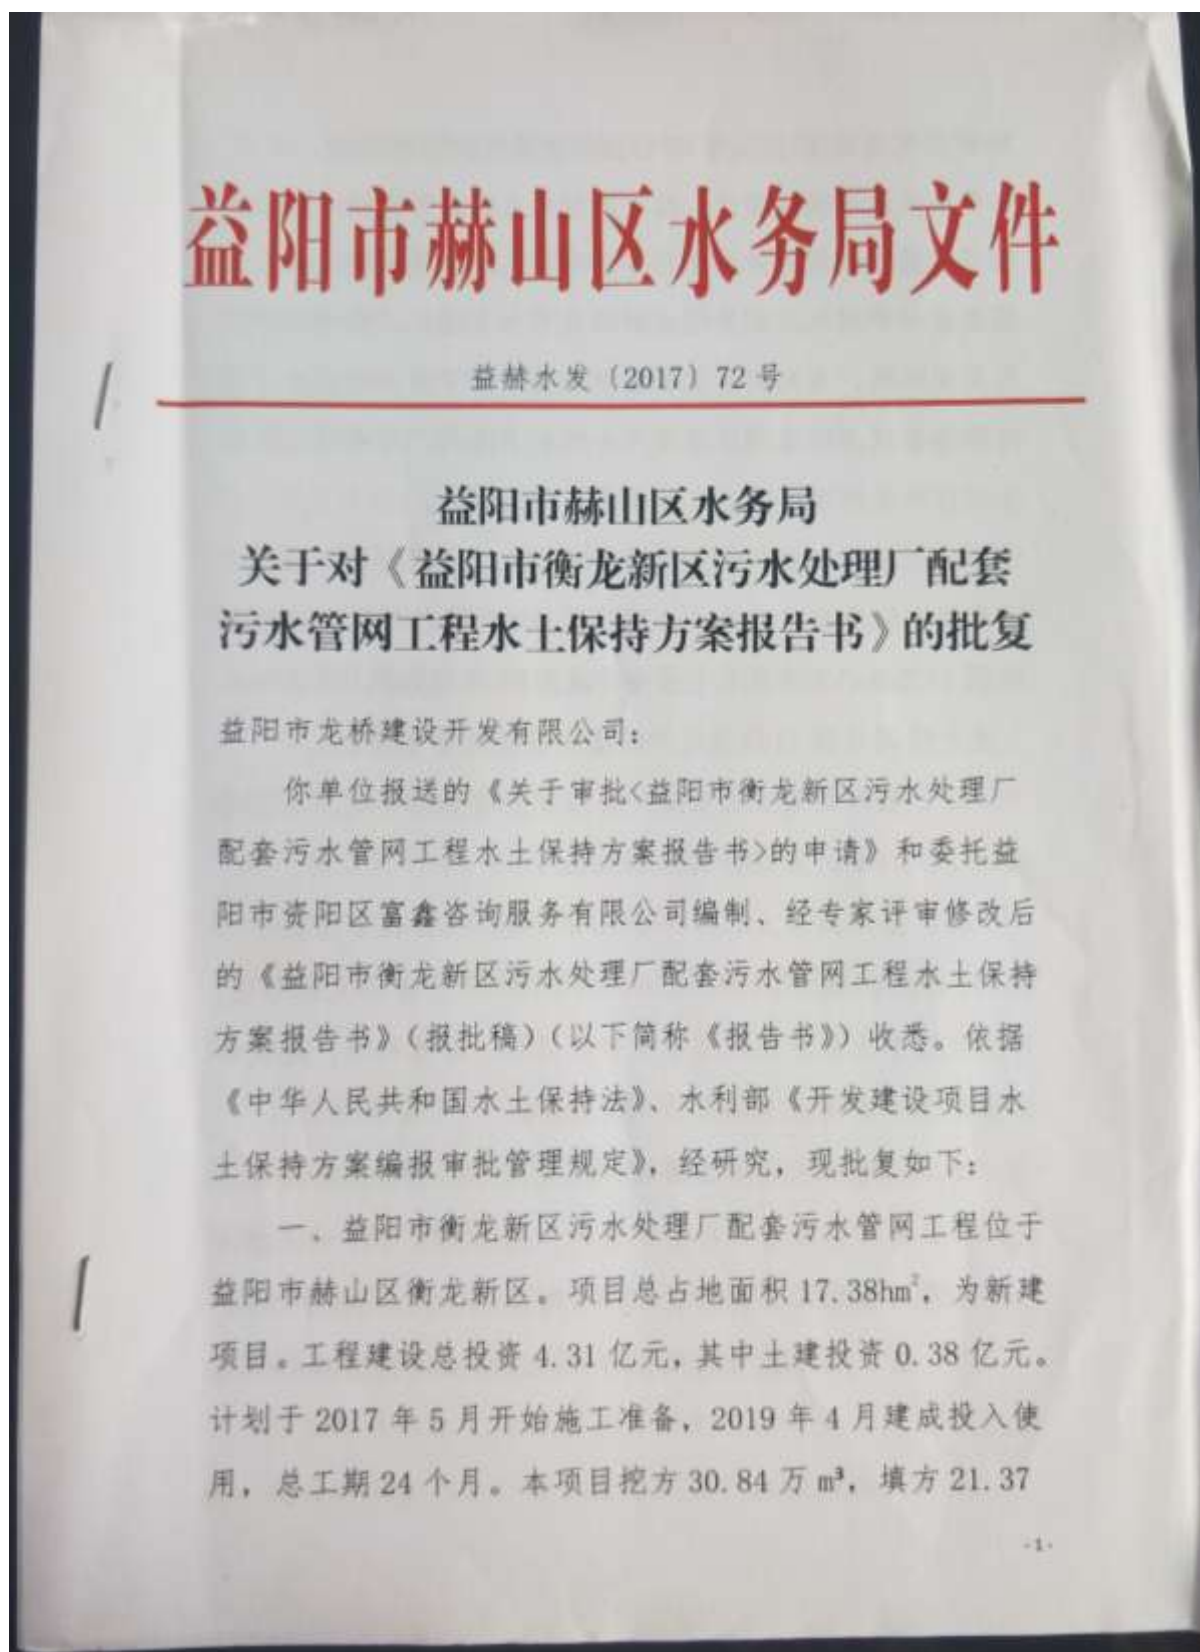 益阳市赫山区水务局文件
益赫水发〔2017〕72号
益阳市赫山区水务局
关于对《益阳市衡龙新区污水处理厂配套
污水管网工程水土保持方案报告书》的批复
益阳市龙桥建设开发有限公司：
你单位报送的《关于审批<益阳市衡龙新区污水处理厂
配套污水管网工程水土保持方案报告书>的申请》和委托益
阳市资阳区富鑫咨询服务有限公司编制、经专家评审修改后
的《益阳市衡龙新区污水处理厂配套污水管网工程水土保持
方案报告书》（报批稿）（以下简称《报告书》）收悉。依据
《中华人民共和国水土保持法》、水利部《开发建设项目水
土保持方案编报审批管理规定》，经研究，现批复如下：
一、益阳市衡龙新区污水处理厂配套污水管网工程位于
益阳市赫山区衡龙新区。项目总占地面积17.38hm²，为新建
项目。工程建设总投资4.31亿元，其中土建投资0.38亿元。
计划于2017年5月开始施工准备，2019年4月建成投入使
用，总工期24个月。本项目挖方30.84万m³，填方21.37
-1-